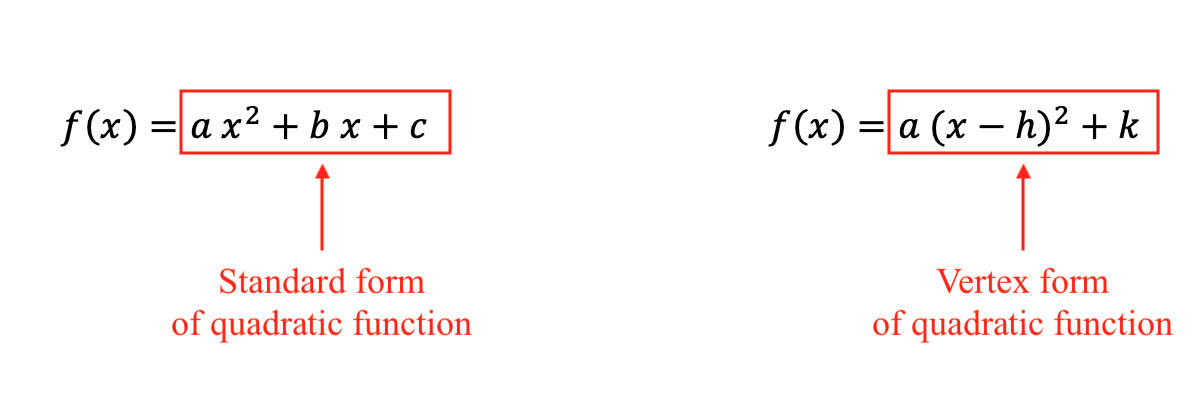 f(x) = a x² + b x + c
Standard form
of quadratic function
f(x) = a (x − h)² + k
Vertex form
of quadratic function